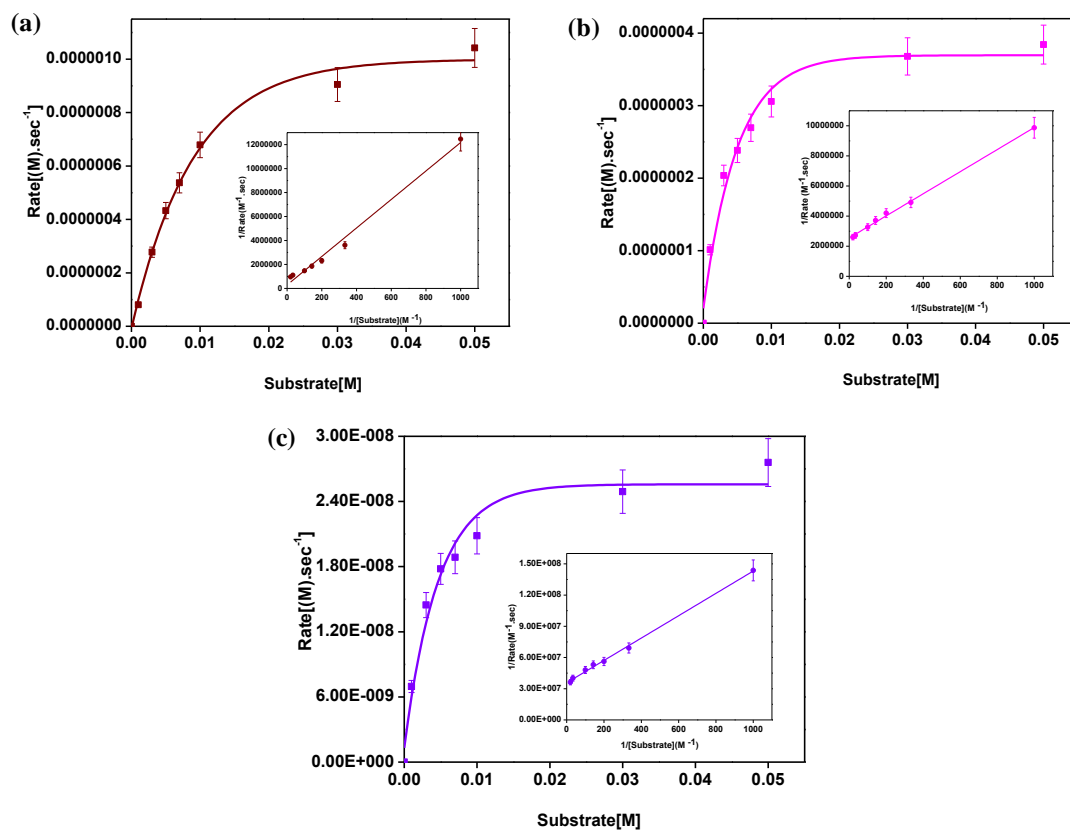 (a)
0.0000010
0.0000008
0.0000006
0.0000004
0.0000002
0.0000000
Rate[(M).sec-1]
0.00 0.01 0.02 0.03 0.04 0.05
Substrate[M]
12000000
10000000
8000000
6000000
4000000
2000000
0
1/Rate(M-1.sec)
0 200 400 600 800 1000
1/[Substrate](M -1)
(b)
0.0000004
0.0000003
0.0000002
0.0000001
0.0000000
Rate[(M).sec-1]
0.00 0.01 0.02 0.03 0.04 0.05
Substrate[M]
10000000
8000000
6000000
4000000
2000000
0
1/Rate (M-1.sec)
0 200 400 600 800 1000
1/[Substrate](M -1)
(c)
3.00E-008
2.40E-008
1.80E-008
1.20E-008
6.00E-009
0.00E+000
Rate[(M).sec-1]
0.00 0.01 0.02 0.03 0.04 0.05
Substrate[M]
1.50E+008
1.20E+008
9.00E+007
6.00E+007
3.00E+007
0.00E+000
1/Rate(M-1.sec)
0 200 400 600 800 1000
1/[Substrate](M -1)